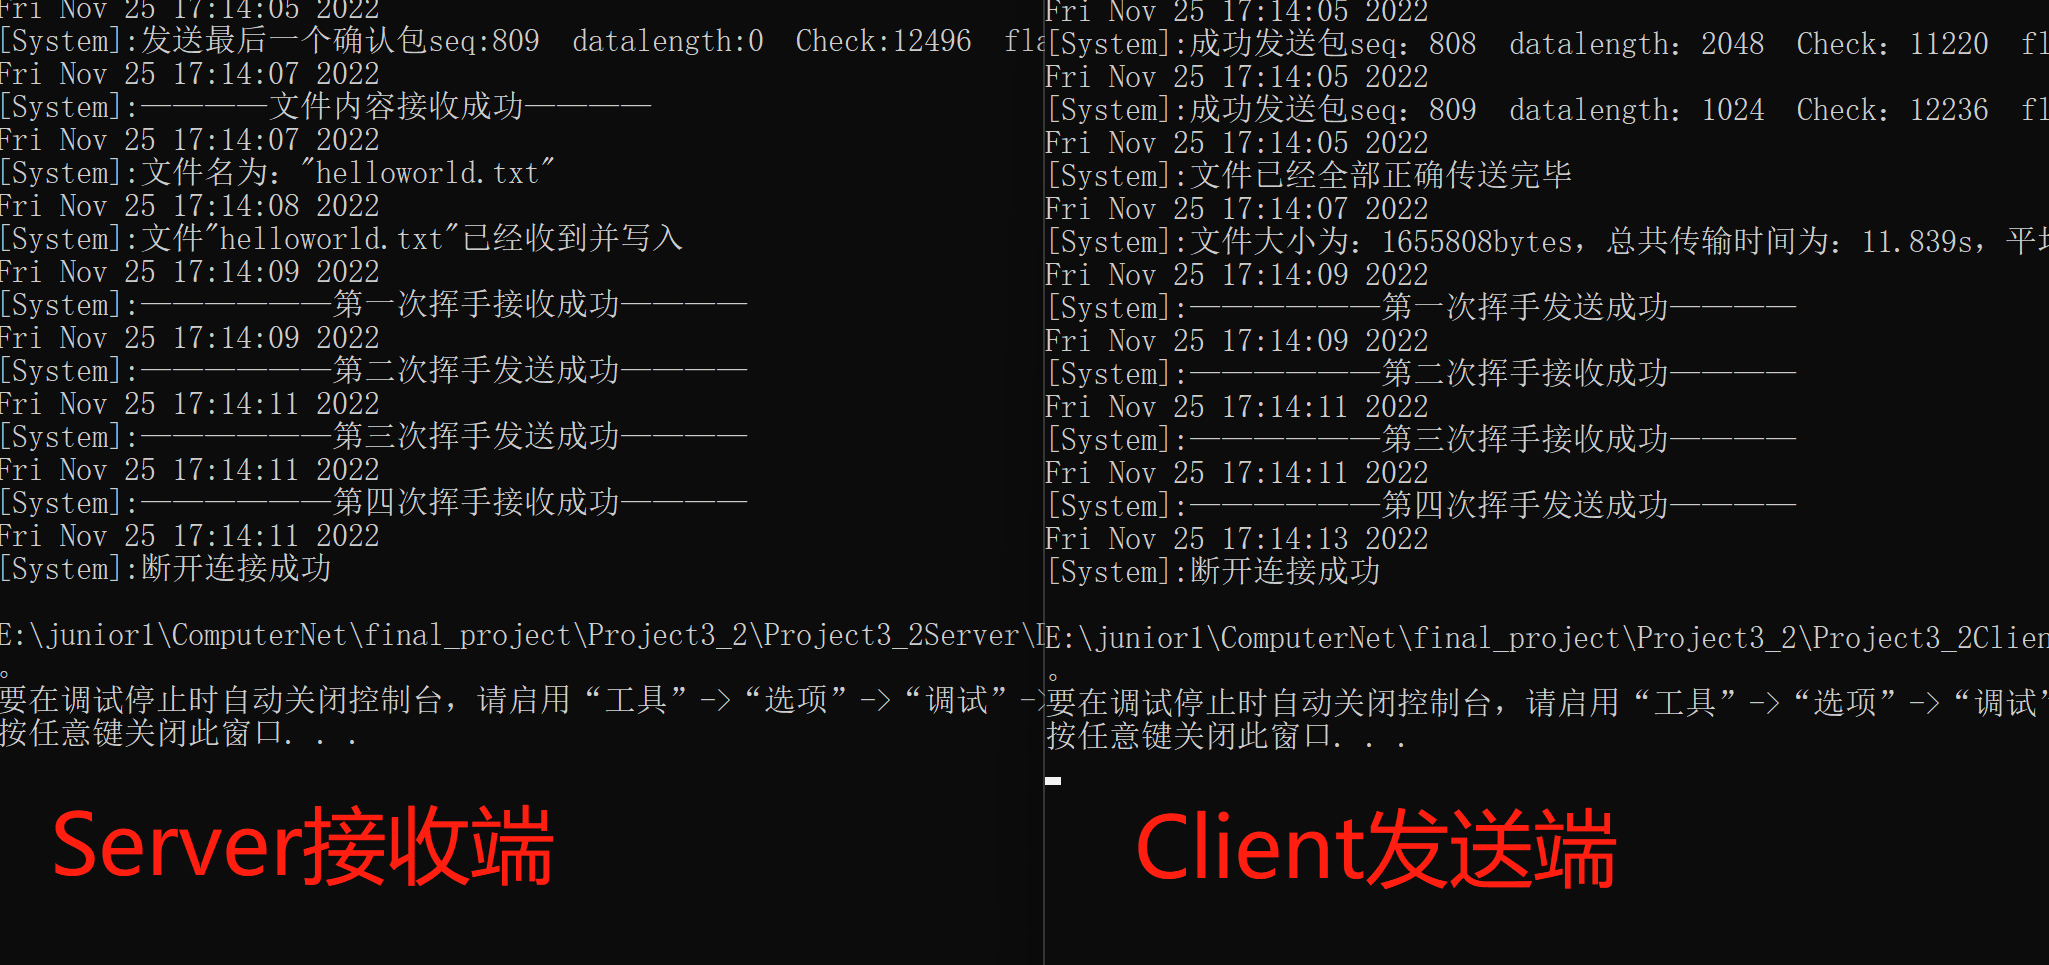 Fri Nov 25 17:14:05 2022
[System]:发送最后一个确认包seq:809  datalength:0  Check:12496  fla
Fri Nov 25 17:14:07 2022
[System]:————文件内容接收成功————
Fri Nov 25 17:14:07 2022
[System]:文件名为："helloworld.txt"
Fri Nov 25 17:14:08 2022
[System]:文件"helloworld.txt"已经收到并写入
Fri Nov 25 17:14:09 2022
[System]:——————第一次挥手接收成功————
Fri Nov 25 17:14:09 2022
[System]:——————第二次挥手发送成功————
Fri Nov 25 17:14:11 2022
[System]:——————第三次挥手发送成功————
Fri Nov 25 17:14:11 2022
[System]:——————第四次挥手接收成功————
Fri Nov 25 17:14:11 2022
[System]:断开连接成功
E:\junior1\ComputerNet\final_project\Project3_2\Project3_2Server\
。
要在调试停止时自动关闭控制台，请启用“工具”->“选项”->“调试”->
按任意键关闭此窗口. . .
Server接收端
Fri Nov 25 17:14:05 2022
[System]:成功发送包seq：808  datalength：2048  Check：11220  fl
Fri Nov 25 17:14:05 2022
[System]:成功发送包seq：809  datalength：1024  Check：12236  fl
Fri Nov 25 17:14:05 2022
[System]:文件已经全部正确传送完毕
Fri Nov 25 17:14:07 2022
[System]:文件大小为：1655808bytes，总共传输时间为：11.839s，平均
Fri Nov 25 17:14:09 2022
[System]:——————第一次挥手发送成功————
Fri Nov 25 17:14:09 2022
[System]:——————第二次挥手接收成功————
Fri Nov 25 17:14:11 2022
[System]:——————第三次挥手接收成功————
Fri Nov 25 17:14:11 2022
[System]:——————第四次挥手发送成功————
Fri Nov 25 17:14:13 2022
[System]:断开连接成功
E:\junior1\ComputerNet\final_project\Project3_2\Project3_2Clien
。
要在调试停止时自动关闭控制台，请启用“工具”->“选项”->“调试”
按任意键关闭此窗口. . .
Client发送端